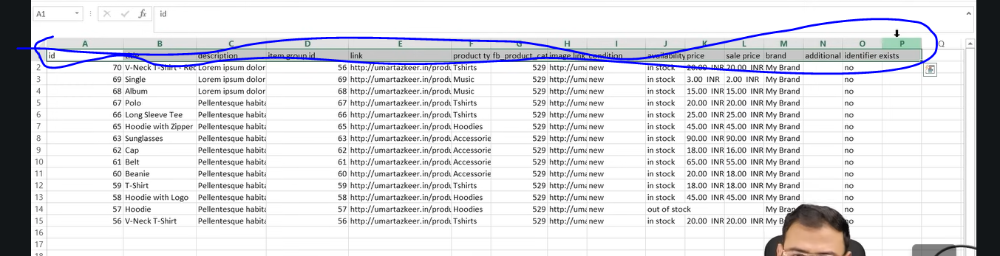 A1 fx id
A B C D E F G H I J K L M N O P Q
id title description item group id link product ty fb_product_cat image link condition availability price sale price brand additional identifier exists
2 70 V-Neck T-Shirt - Red Lorem ipsum dolor 56 http://umartazkeer.in/produ Tshirts 529 http://uma new in stock 20.00 INR 20.00 INR My Brand no
3 69 Single Lorem ipsum dolor 69 http://umartazkeer.in/produ Music 529 http://uma new in stock 3.00 INR 2.00 INR My Brand no
4 68 Album Lorem ipsum dolor 68 http://umartazkeer.in/produ Music 529 http://uma new in stock 15.00 INR 15.00 INR My Brand no
5 67 Polo Pellentesque habita 67 http://umartazkeer.in/produ Tshirts 529 http://uma new in stock 20.00 INR 20.00 INR My Brand no
6 66 Long Sleeve Tee Pellentesque habita 66 http://umartazkeer.in/produ Tshirts 529 http://uma new in stock 25.00 INR 25.00 INR My Brand no
7 65 Hoodie with Zipper Pellentesque habita 65 http://umartazkeer.in/produ Hoodies 529 http://uma new in stock 45.00 INR 45.00 INR My Brand no
8 63 Sunglasses Pellentesque habita 63 http://umartazkeer.in/produ Accessorie 529 http://uma new in stock 90.00 INR 90.00 INR My Brand no
9 62 Cap Pellentesque habita 62 http://umartazkeer.in/produ Accessorie 529 http://uma new in stock 18.00 INR 16.00 INR My Brand no
10 61 Belt Pellentesque habita 61 http://umartazkeer.in/produ Accessorie 529 http://uma new in stock 65.00 INR 55.00 INR My Brand no
11 60 Beanie Pellentesque habita 60 http://umartazkeer.in/produ Accessorie 529 http://uma new in stock 20.00 INR 18.00 INR My Brand no
12 59 T-Shirt Pellentesque habita 59 http://umartazkeer.in/produ Tshirts 529 http://uma new in stock 18.00 INR 18.00 INR My Brand no
13 58 Hoodie with Logo Pellentesque habita 58 http://umartazkeer.in/produ Hoodies 529 http://uma new in stock 45.00 INR 45.00 INR My Brand no
14 57 Hoodie Pellentesque habita 57 http://umartazkeer.in/produ Hoodies 529 http://uma new out of stock My Bran no
15 56 V-Neck T-Shirt Pellentesque habita 56 http://umartazkeer.in/produ Tshirts 529 http://uma new in stock 20.00 INR 20.00 INR My B no
16
17